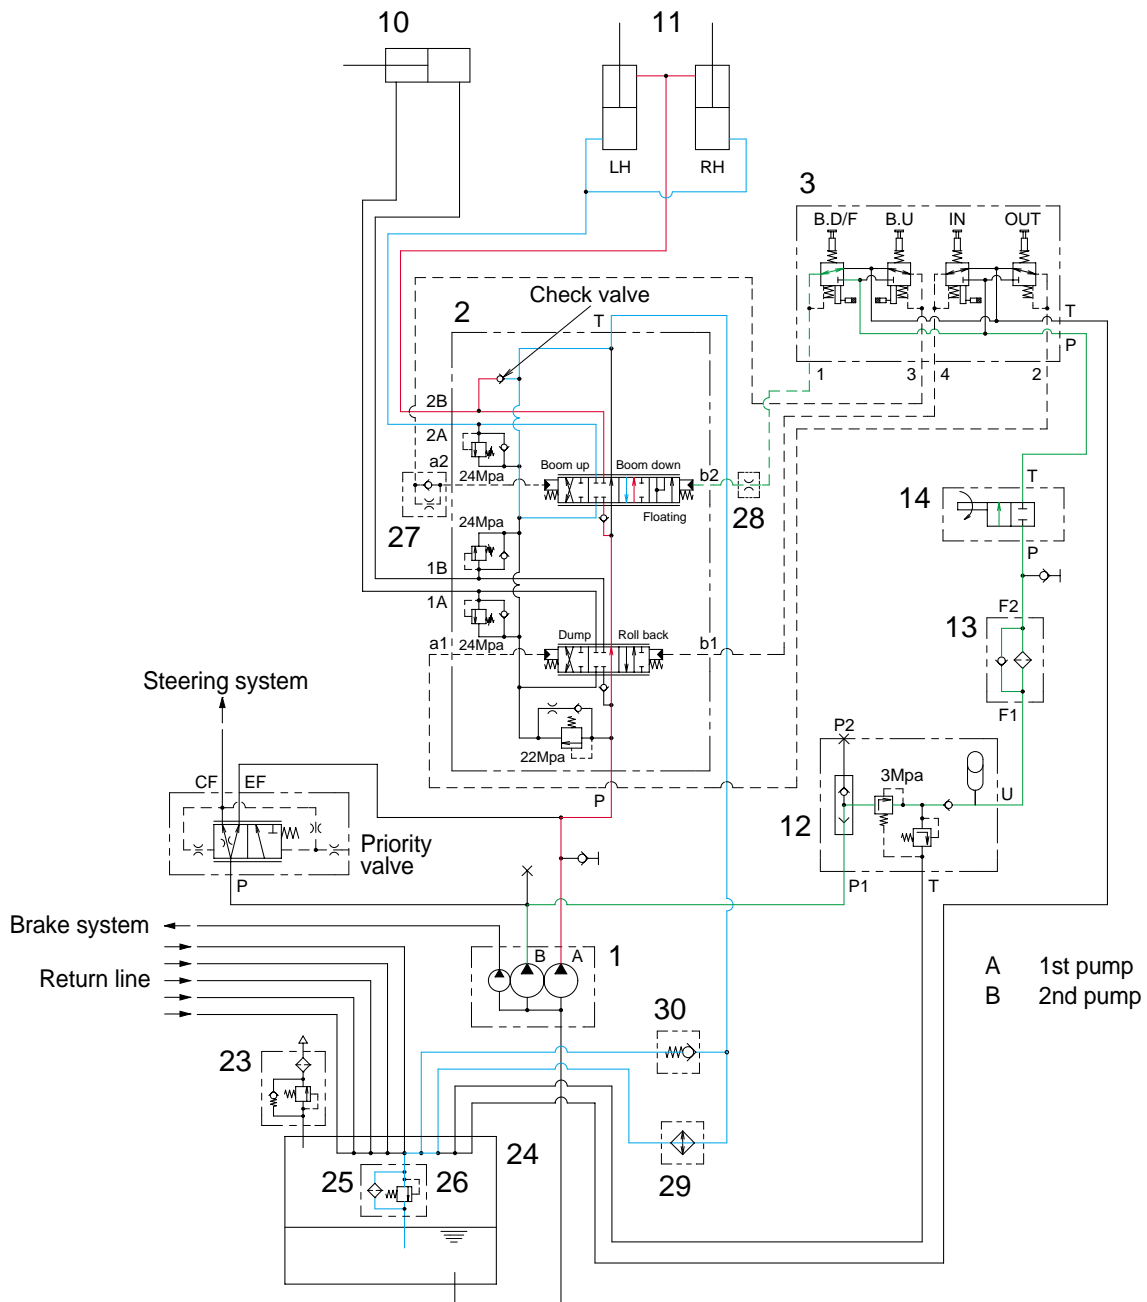 10
11
LH
RH
3
B.D/F
B.U
IN
OUT
T
P
1
3
4
2
Check valve
2
T
2B
2A
a2
24Mpa
Boom up
Boom down
b2
Floating
27
28
24Mpa
1B
1A
a1
24Mpa
Dump
Roll back
b1
22Mpa
P
14
T
P
F2
13
F1
P2
3Mpa
U
12
P1
T
Steering system
CF
EF
Priority
valve
P
Brake system
Return line
B
A
1
A 1st pump
B 2nd pump
30
23
24
25
26
29